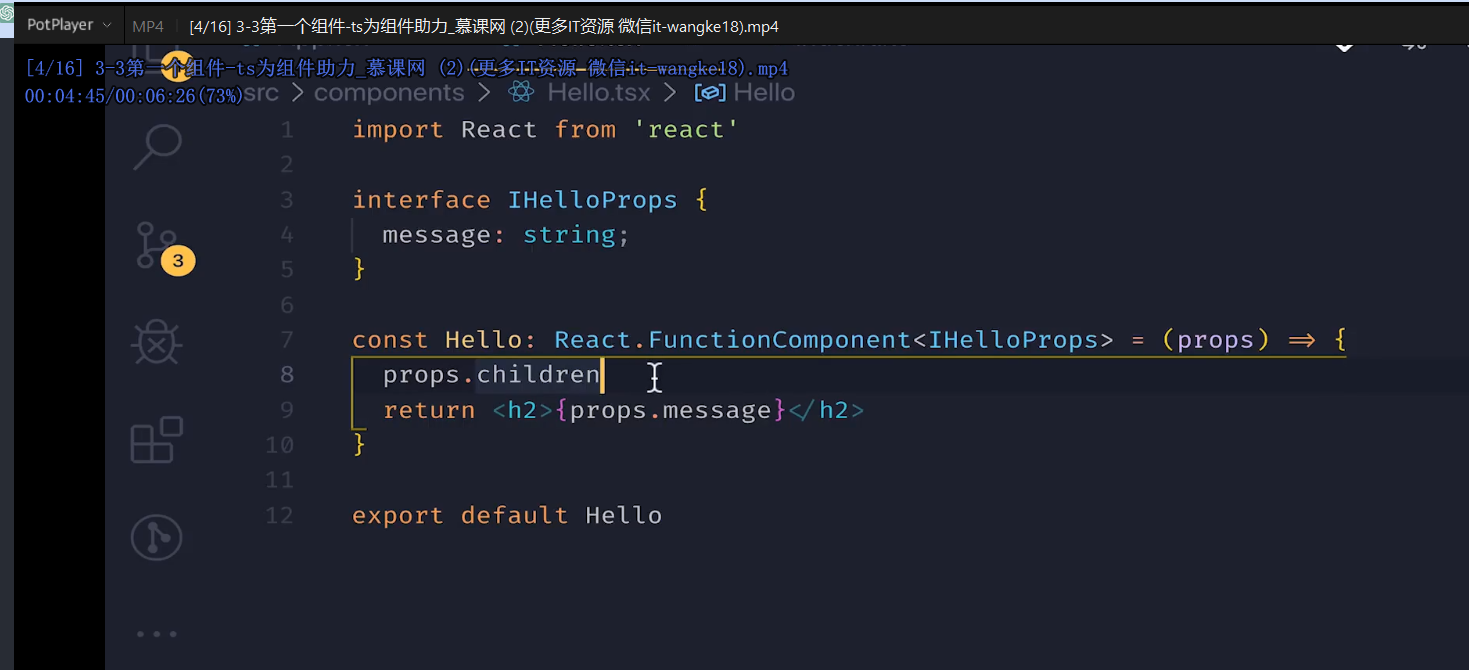 PotPlayer MP4 [4/16] 3-3第一个组件-ts为组件助力_慕课网 (2)(更多IT资源 微信it-wangke18).mp4
[4/16] 3-3第一个组件-ts为组件助力_慕课网 (2)(更多IT资源 微信it-wangke18).mp4
00:04:45/00:06:26(73%)
src > components > Hello.tsx > Hello
1 import React from 'react'
2
3 interface IHelloProps {
4 message: string;
5 }
6
7 const Hello: React.FunctionComponent<IHelloProps> = (props) => {
8 props.children
9 return <h2>{props.message}</h2>
10 }
11
12 export default Hello
3